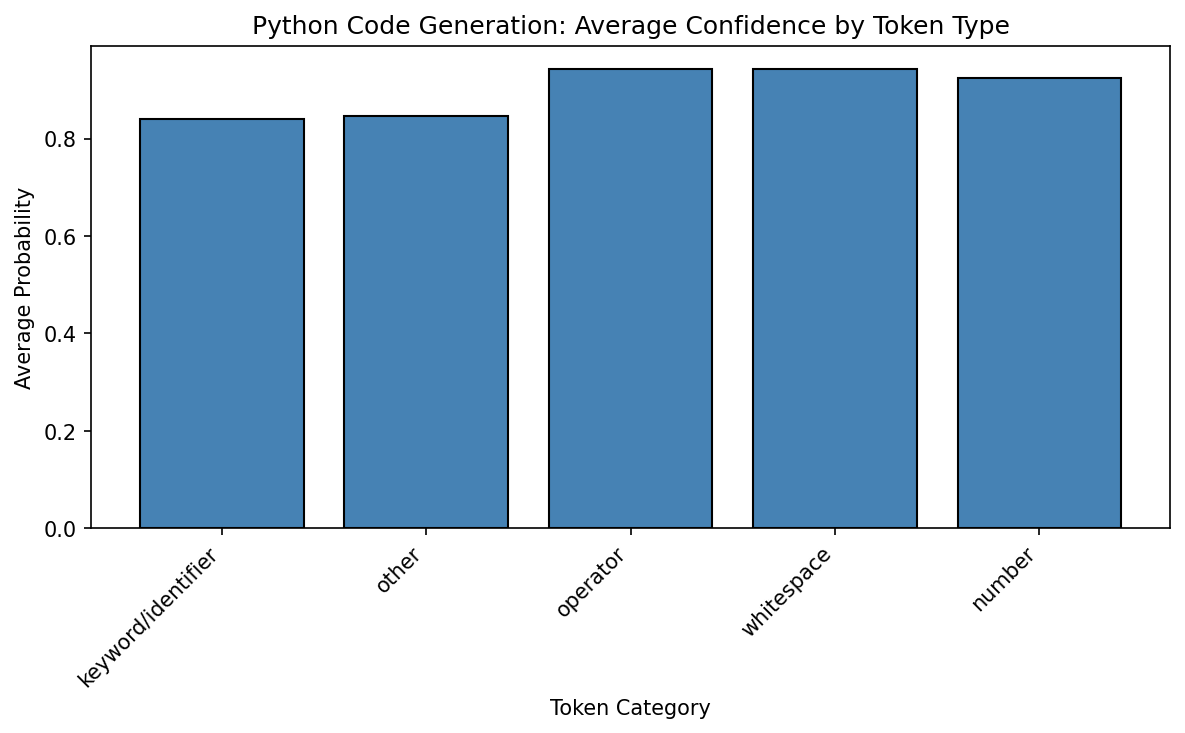 Python Code Generation: Average Confidence by Token Type
Average Probability
0.8
0.6
0.4
0.2
0.0
keyword/identifier
other
operator
whitespace
number
Token Category